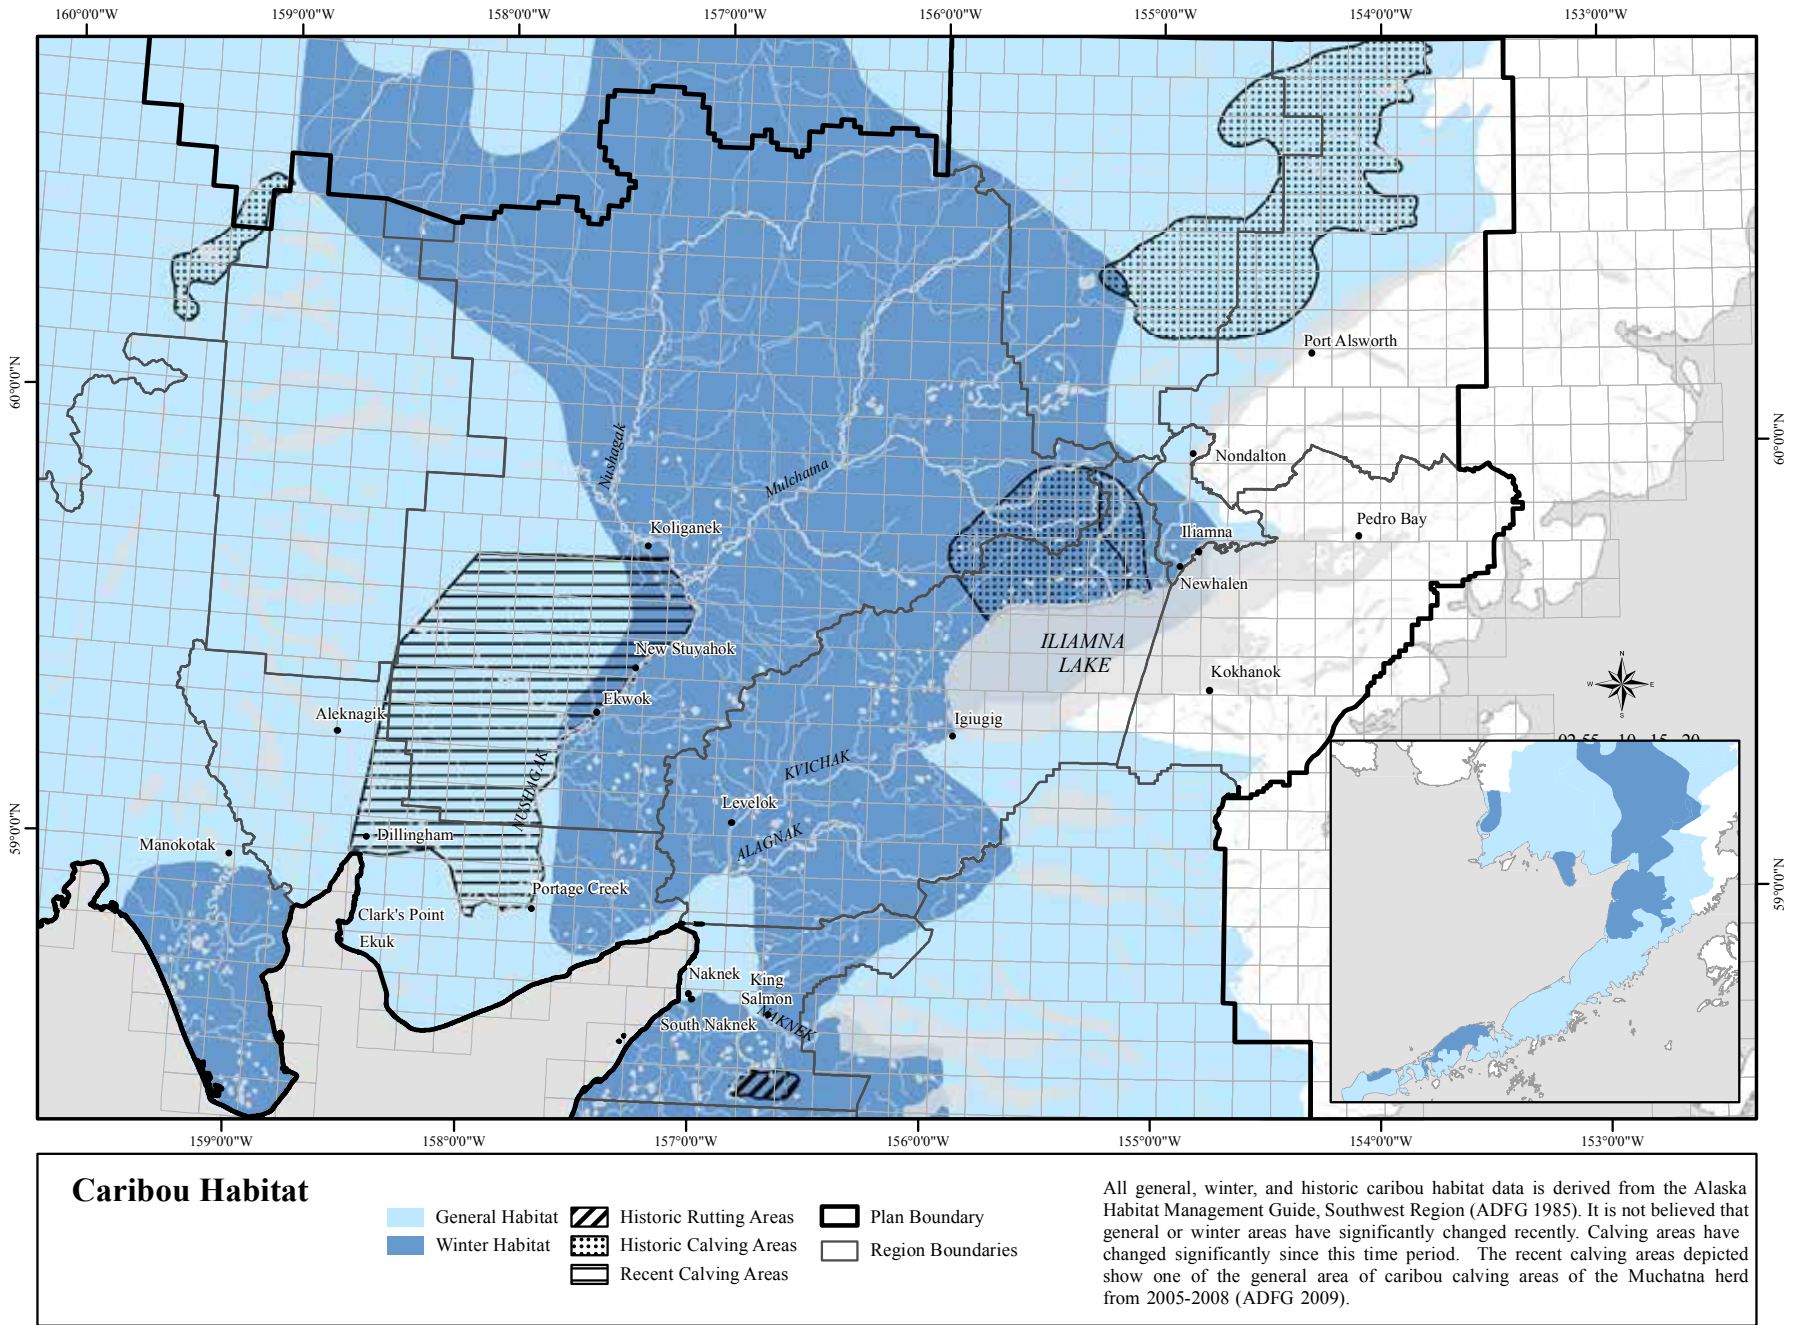 160°0'0"W
159°0'0"W
158°0'0"W
157°0'0"W
156°0'0"W
155°0'0"W
154°0'0"W
153°0'0"W
60°0'0"N
60°0'0"N
59°0'0"N
59°0'0"N
Port Alsworth
Nushagak
Mulchatna
Nondalton
Koliganek
Pedro Bay
Iliamna
Newhalen
ILIAMNA
LAKE
New Stuyahok
Kokhanok
Ekwok
Aleknagik
Igiugig
N
W
E
S
NUSHAGAK
KVICHAK
Levelok
ALAGNAK
Dillingham
Manokotak
Portage Creek
Clark's Point
Ekuk
Naknek
King
Salmon
NAKNEK
South Naknek
10 15 20
159°0'0"W
158°0'0"W
157°0'0"W
156°0'0"W
155°0'0"W
154°0'0"W
153°0'0"W
Caribou Habitat
General Habitat
Winter Habitat
Historic Rutting Areas
Historic Calving Areas
Recent Calving Areas
Plan Boundary
Region Boundaries
All general, winter, and historic caribou habitat data is derived from the Alaska
Habitat Management Guide, Southwest Region (ADFG 1985). It is not believed that
general or winter areas have significantly changed recently. Calving areas have
changed significantly since this time period. The recent calving areas depicted
show one of the general area of caribou calving areas of the Muchatna herd
from 2005-2008 (ADFG 2009).